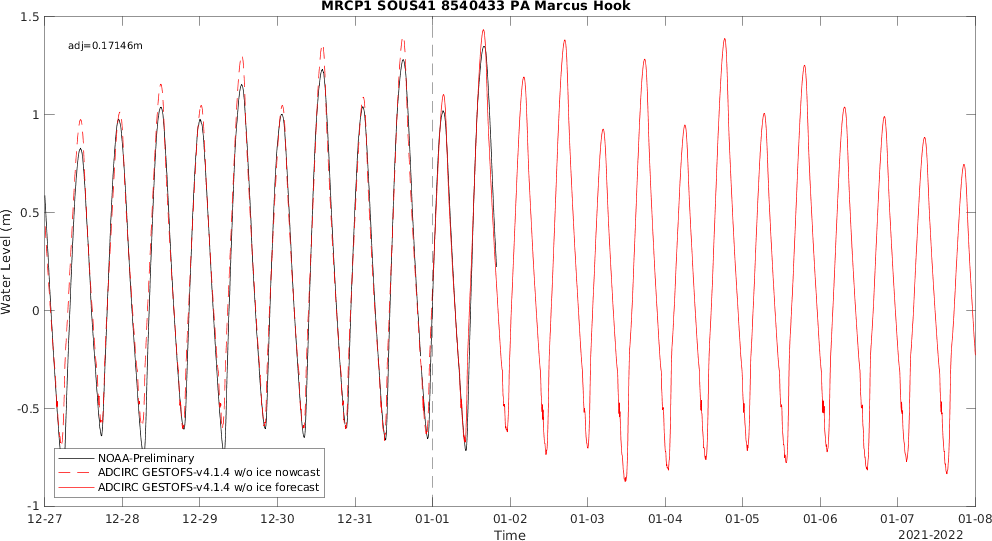 MRCP1 SOUS41 8540433 PA Marcus Hook
adj=0.17146m
1.5
1
0.5
0
-0.5
-1
Water Level (m)
NOAA-Preliminary
ADCIRC GESTOFS-v4.1.4 w/o ice nowcast
ADCIRC GESTOFS-v4.1.4 w/o ice forecast
12-27 12-28 12-29 12-30 12-31 01-01 01-02 01-03 01-04 01-05 01-06 01-07 01-08
Time
2021-2022